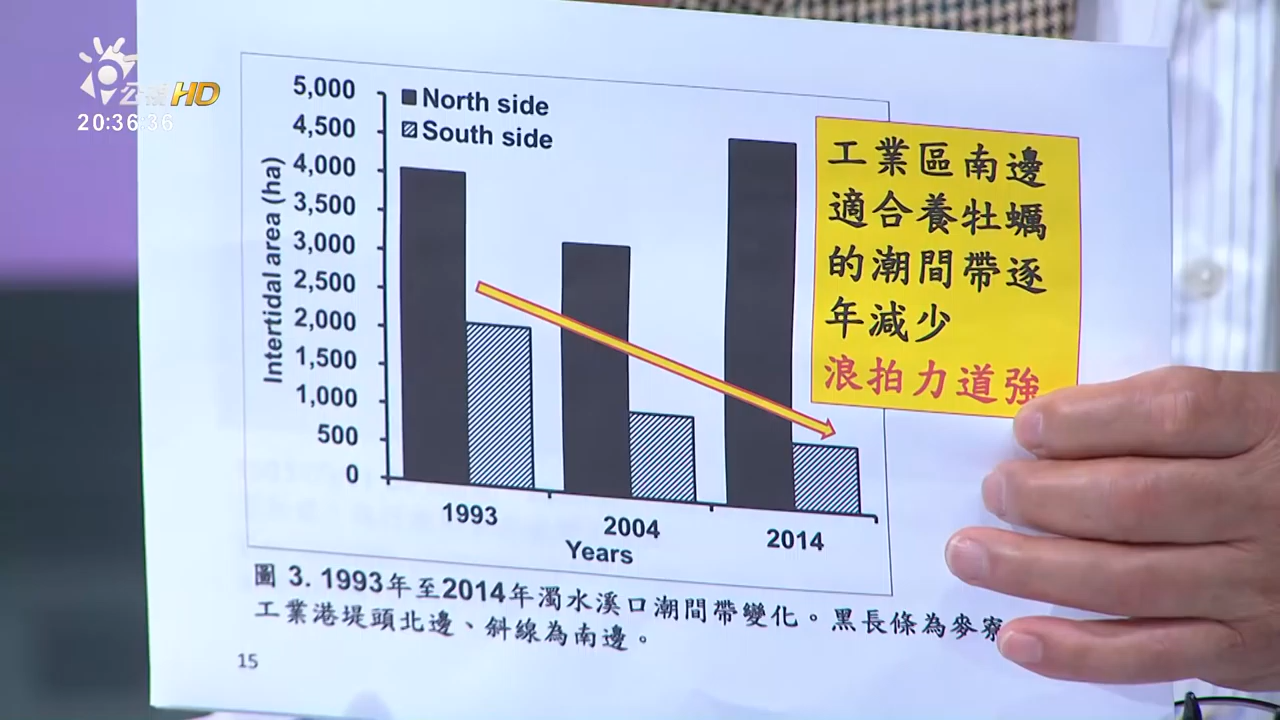 公視HD
20:36:36
5,000
4,500
4,000
3,500
3,000
2,500
2,000
1,500
1,000
500
0
Intertidal area (ha)
North side
South side
1993
2004
2014
Years
工業區南邊
適合養牡蠣
的潮間帶逐
年減少
浪拍力道強
圖 3. 1993年至2014年濁水溪口潮間帶變化。黑長條為麥寮
工業港堤頭北邊、斜線為南邊。
15